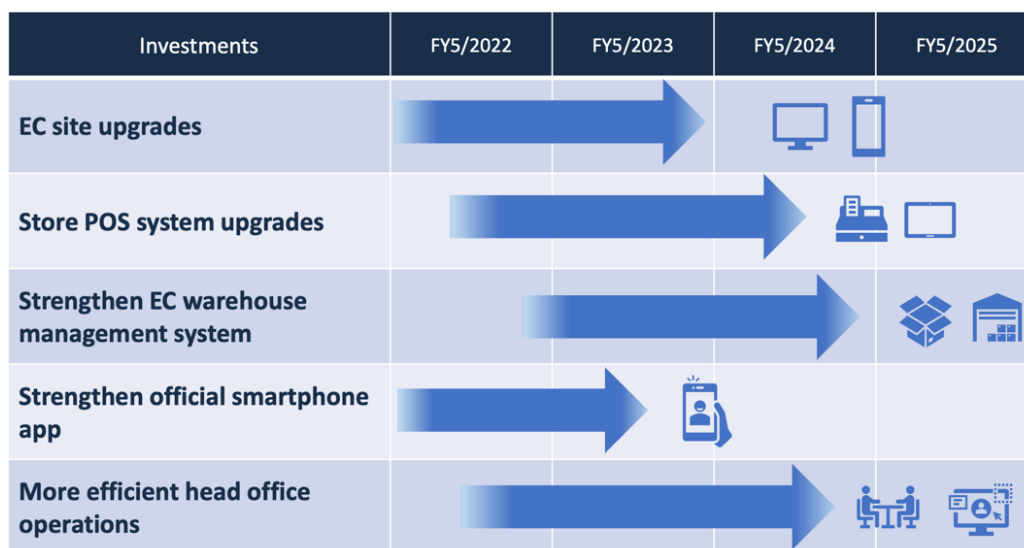 Investments FY5/2022 FY5/2023 FY5/2024 FY5/2025
EC site upgrades
Store POS system upgrades
Strengthen EC warehouse
management system
Strengthen official smartphone
app
More efficient head office
operations